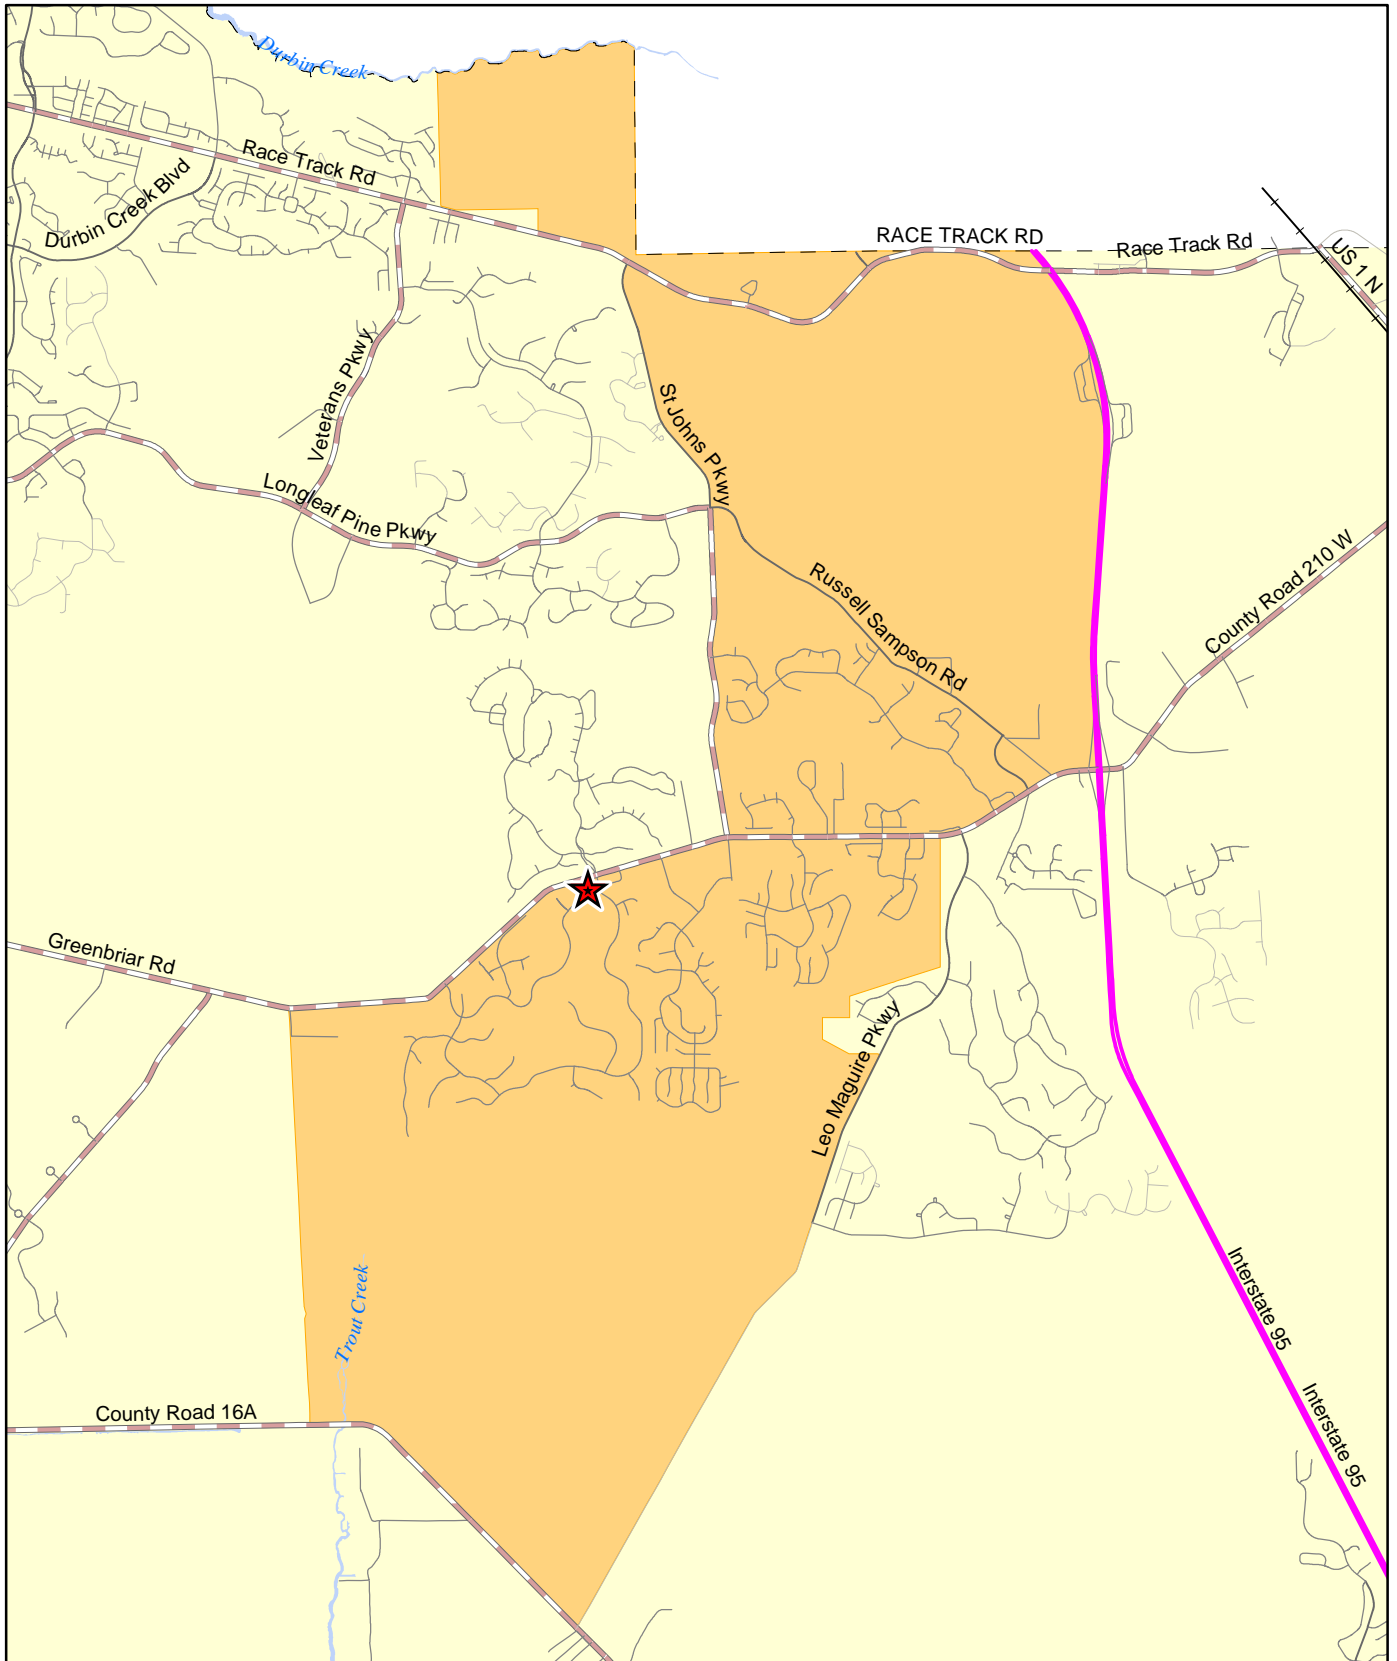 Durbin Creek
Race Track Rd
Durbin Creek Blvd
RACE TRACK RD
Race Track Rd
US 1 N
Veterans Pkwy
St Johns Pkwy
Longleaf Pine Pkwy
Russell Sampson Rd
County Road 210 W
Greenbriar Rd
Leo Maguire Pkwy
Trout Creek
Interstate 95
Interstate 95
County Road 16A